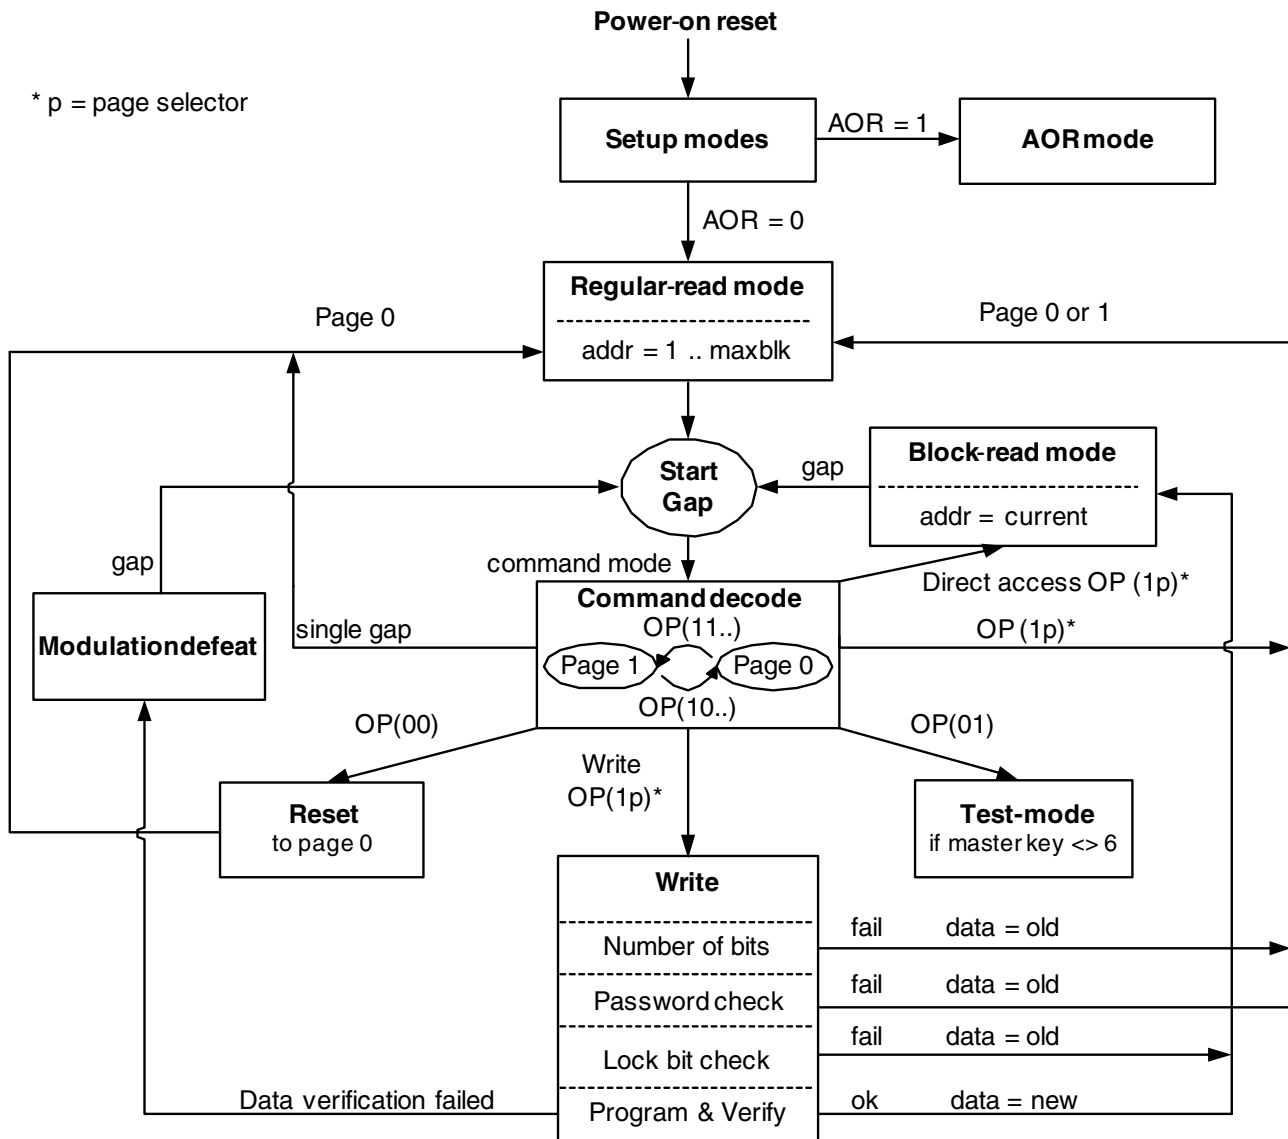 Power-on reset
* p = page selector
Setup modes
AOR = 1
AOR mode
AOR = 0
Regular-read mode
addr = 1 .. maxblk
Page 0
Page 0 or 1
Start
Gap
gap
Block-read mode
addr = current
gap
command mode
Direct access OP (1p)*
Modulation defeat
single gap
Command decode
OP(11..)
Page 1
Page 0
OP(10..)
OP (1p)*
OP(00)
OP(01)
Write
OP(1p)*
Reset
to page 0
Test-mode
if master key <> 6
Write
Number of bits
fail data = old
Password check
fail data = old
Lock bit check
fail data = old
Data verification failed
Program & Verify
ok data = new